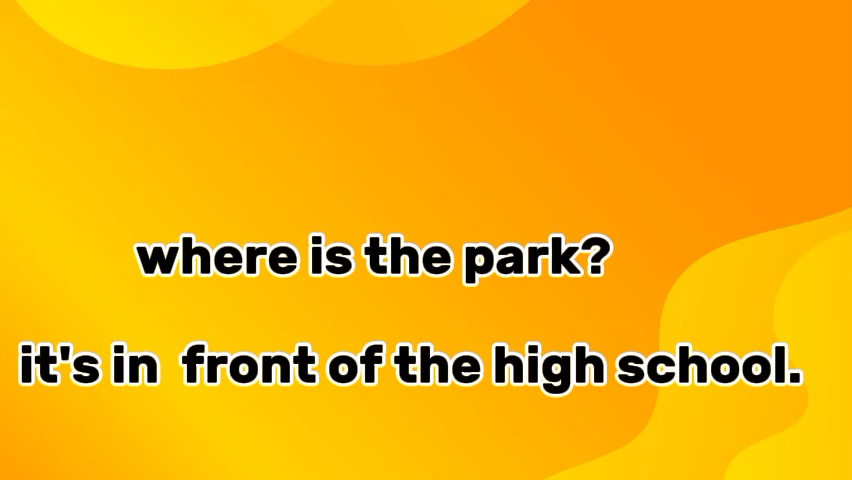 where is the park?
it's in  front of the high school.